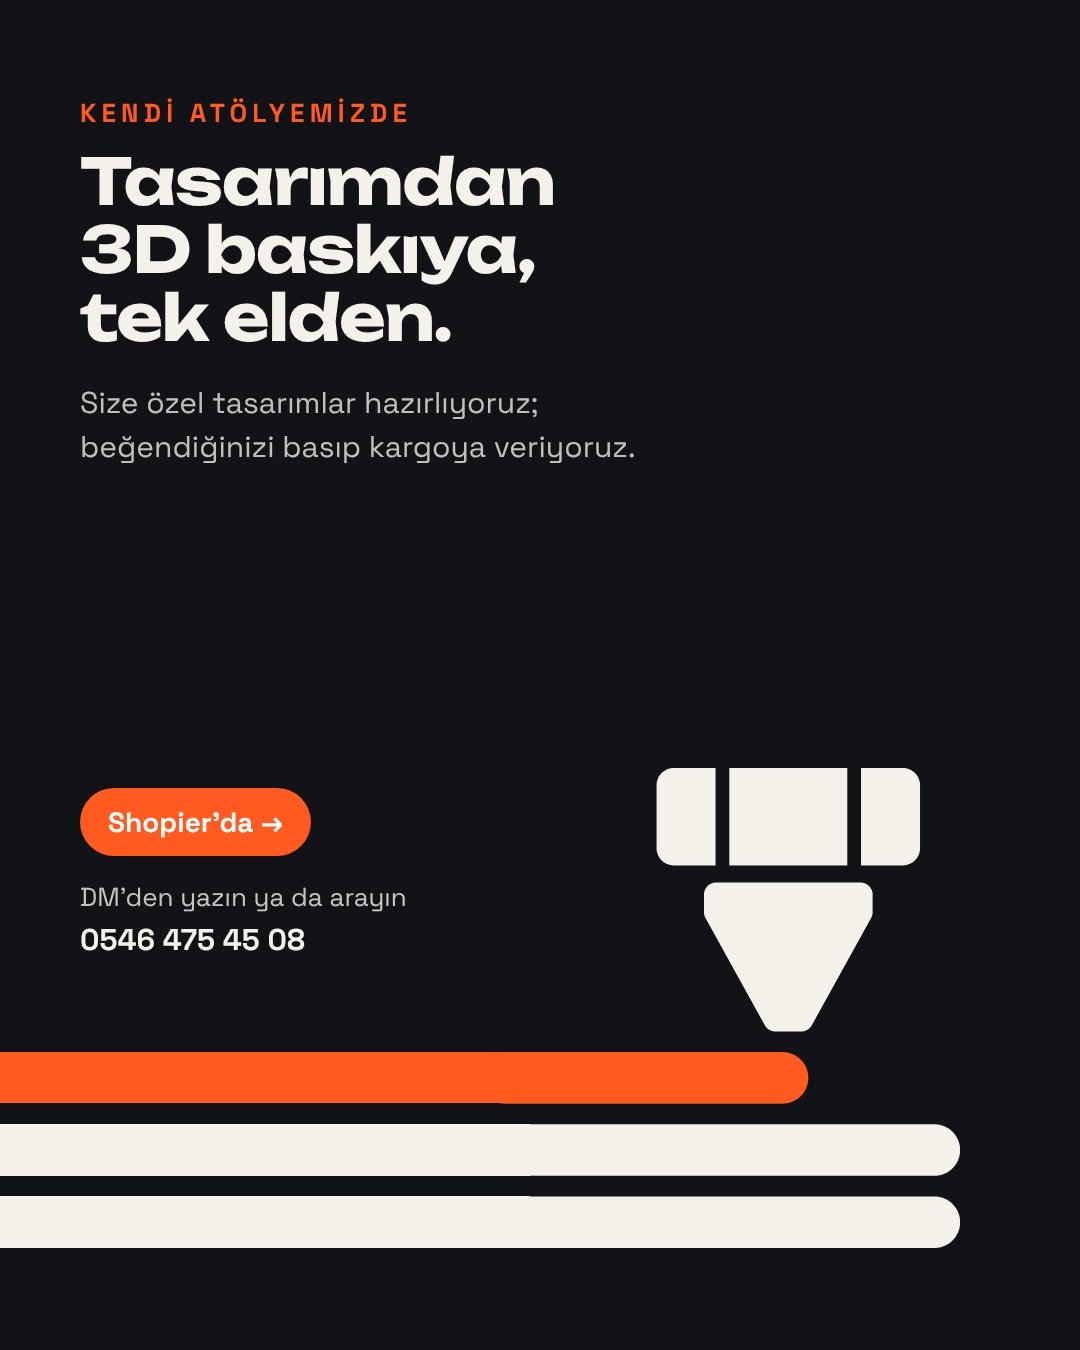 KENDİ ATÖLYEMİZDE
Tasarımdan
3D baskıya,
tek elden.
Size özel tasarımlar hazırlıyoruz;
beğendiğinizi basıp kargoya veriyoruz.
Shopier’da →
DM’den yazın ya da arayın
0546 475 45 08